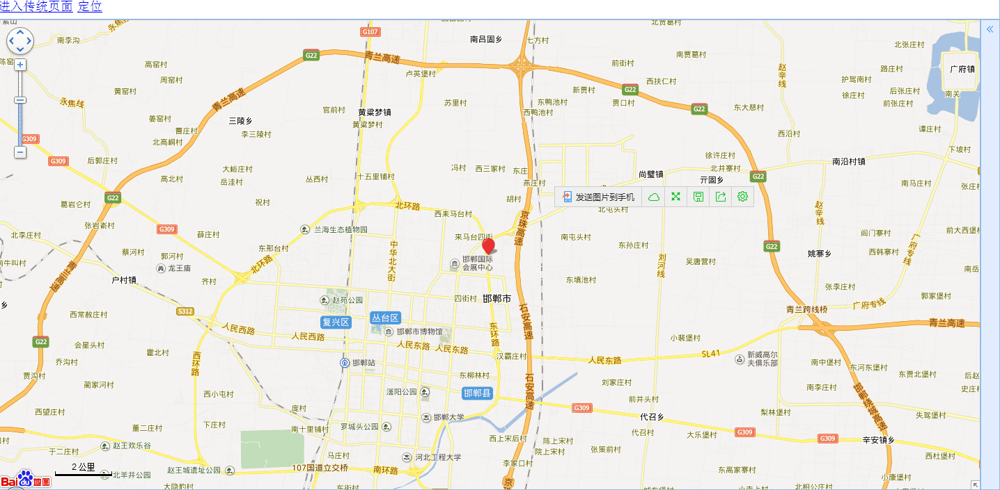 进入传统页面 定位
南李沟
南吕固乡
七方村
G107
G22
青兰高速
高窑村
周窑村
黄窑村
永焦线
卢英堡村
前街村
南贾葛村
北张庄村
路庄村
广府镇
护驾南村
徐庄村
后张庄村
前张庄村
南关
赵辛线
西扶仁村
新贾村
G22
贾口村
东鸭池村
西鸭池村
苏里村
G22
东大慈村
青兰高速
官前村
黄粱梦镇
黄粱梦村
三陵乡
李三陵村
姜窑村
曹庄村
北高峒村
西沿村
谭庄村
下坡村
G309
G309
后郭庄村
大峪庄村
岳洼村
高北村
丛西村
十五里铺村
冯村
西三家村
东庄
燕庄村
徐许庄村
北井寨村
尚璧镇
亓固乡
G22
南沿村镇
南马庄村
G22
葛岩仑村
祝村
胡村
发送图片到手机
北屯头村
赵辛线
张岩嵛村
北李庄村
G309
薛庄村
兰海生态植物园
北环路
西耒马台村
京珠高速
来马台四街
南屯头村
东孙庄村
阎门寨村
前大西堡村
广府专线
G22
西韩寨村
姚寨乡
蔡河村
郭河村
龙王庙
东邢台村
北环路
中华北大街
邯郸国际
会展中心
刘河线
吴唐营村
户村镇
齐村
青兰高速
东填池村
张李庄村
赵苑公园
四街村
邯郸市
郭家堡村
青兰跨线桥
广府专线
S312
西常赦庄村
复兴区
丛台区
邯郸市博物馆
石安高速
青兰高速
人民西路
人民西路
人民东路
人民东路
东环路
G22
会星头村
霍北村
小裴堡村
SL41
乔沟村
西环路
邯郸站
汉霸庄村
人民东路
新威高尔
夫俱乐部
南中堡村
东河东堡村
东贾北堡村
贾沟村
蔺家河村
东柳林村
石安高速
刘家庄村
南李庄村
西小屯村
滏阳公园
邯郸县
前井头村
邯郸绕城高速
西望庄村
庞村
G309
梨林堡村
失驾堡村
下庄村
董二庄村
南十里铺村
罗城头公园
邯郸大学
代召乡
代召村
大乐堡村
G309
G309
辛安镇乡
于二庄村
赵王欢乐谷
西上宋后村
陈上宋村
院上宋村
张策前村
马庄村
河北工程大学
李家口村
西杜堡村
2 公里
北羊井公园
赵王城遗址公园
107国道立交桥
南环路
东高家寨村
小康堡村
Bai du 地图
大隐豹村
东街村
北相公庄村